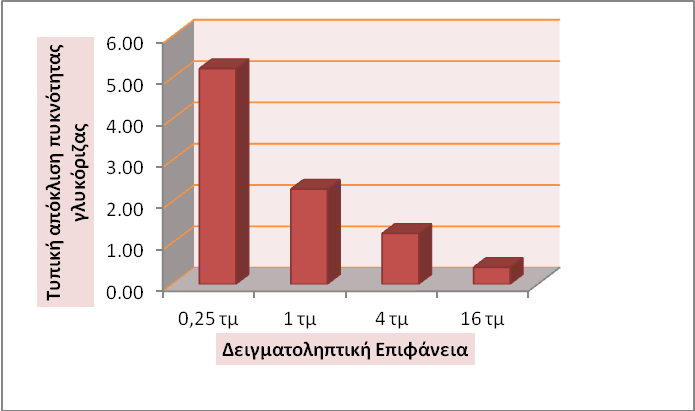 Τυπική απόκλιση πυκνότητας
γλυκόριζας
6.00
5.00
4.00
3.00
2.00
1.00
0.00
0,25 τμ
1 τμ
4 τμ
16 τμ
Δειγματοληπτική Επιφάνεια